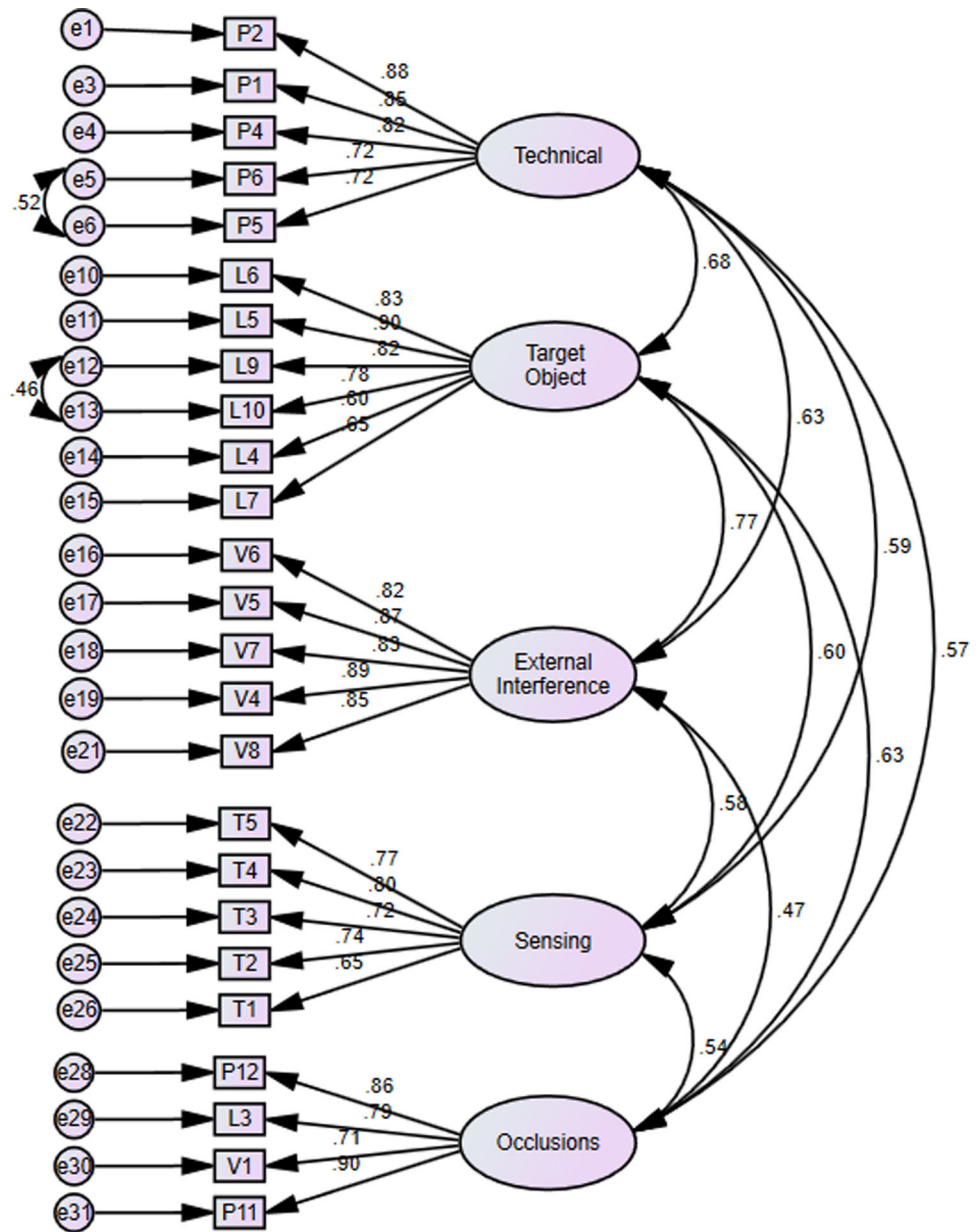 e1 P2
.88
e3 P1
.85
e4 P4
.82
Technical
e5 P6
.72
.52
.72
e6 P5
.68
e10 L6
.83
e11 L5
.90
.82
Target
Object
e12 L9
.46
.78
e13 L10
.80
.65
.63
e14 L4
e15 L7
.77
.59
e16 V6
.82
e17 V5
.87
.83
e18 V7
External
Interference
.60
.57
.89
e19 V4
.85
e21 V8
.63
.58
e22 T5
.77
e23 T4
.80
.72
e24 T3
.47
.74
Sensing
e25 T2
.65
e26 T1
.54
e28 P12
.86
e29 L3
.79
.71
Occlusions
e30 V1
.90
e31 P11